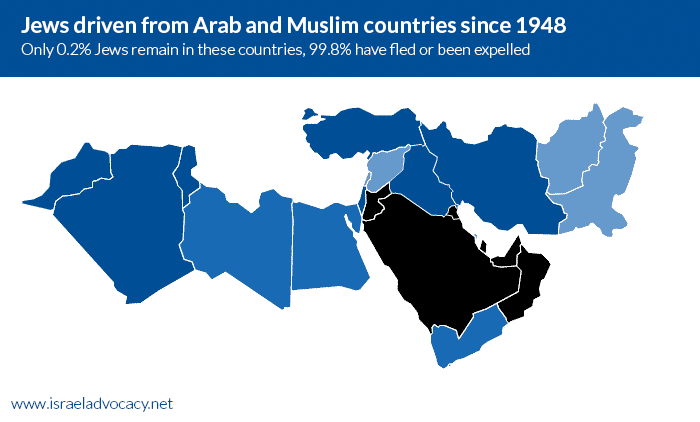 Jews driven from Arab and Muslim countries since 1948
Only 0.2% Jews remain in these countries, 99.8% have fled or been expelled
www.israeladvocacy.net